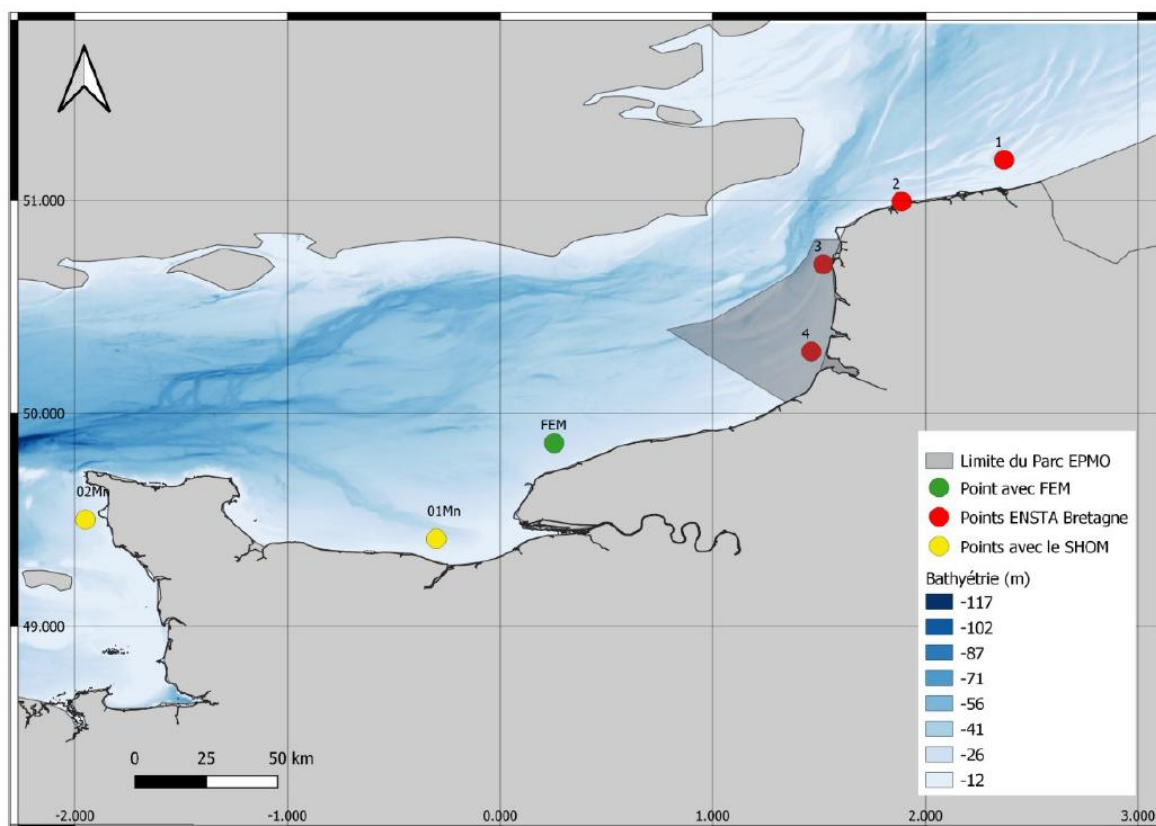 1
2
51.000
3
4
50.000
FEM
02Mn
01Mn
49.000
Limite du Parc EPMO
Point avec FEM
Points ENSTA Bretagne
Points avec le SHOM
Bathyétrie (m)
-117
-102
-87
-71
-56
-41
-26
-12
0 25 50 km
-2.000 -1.000 0.000 1.000 2.000 3.000